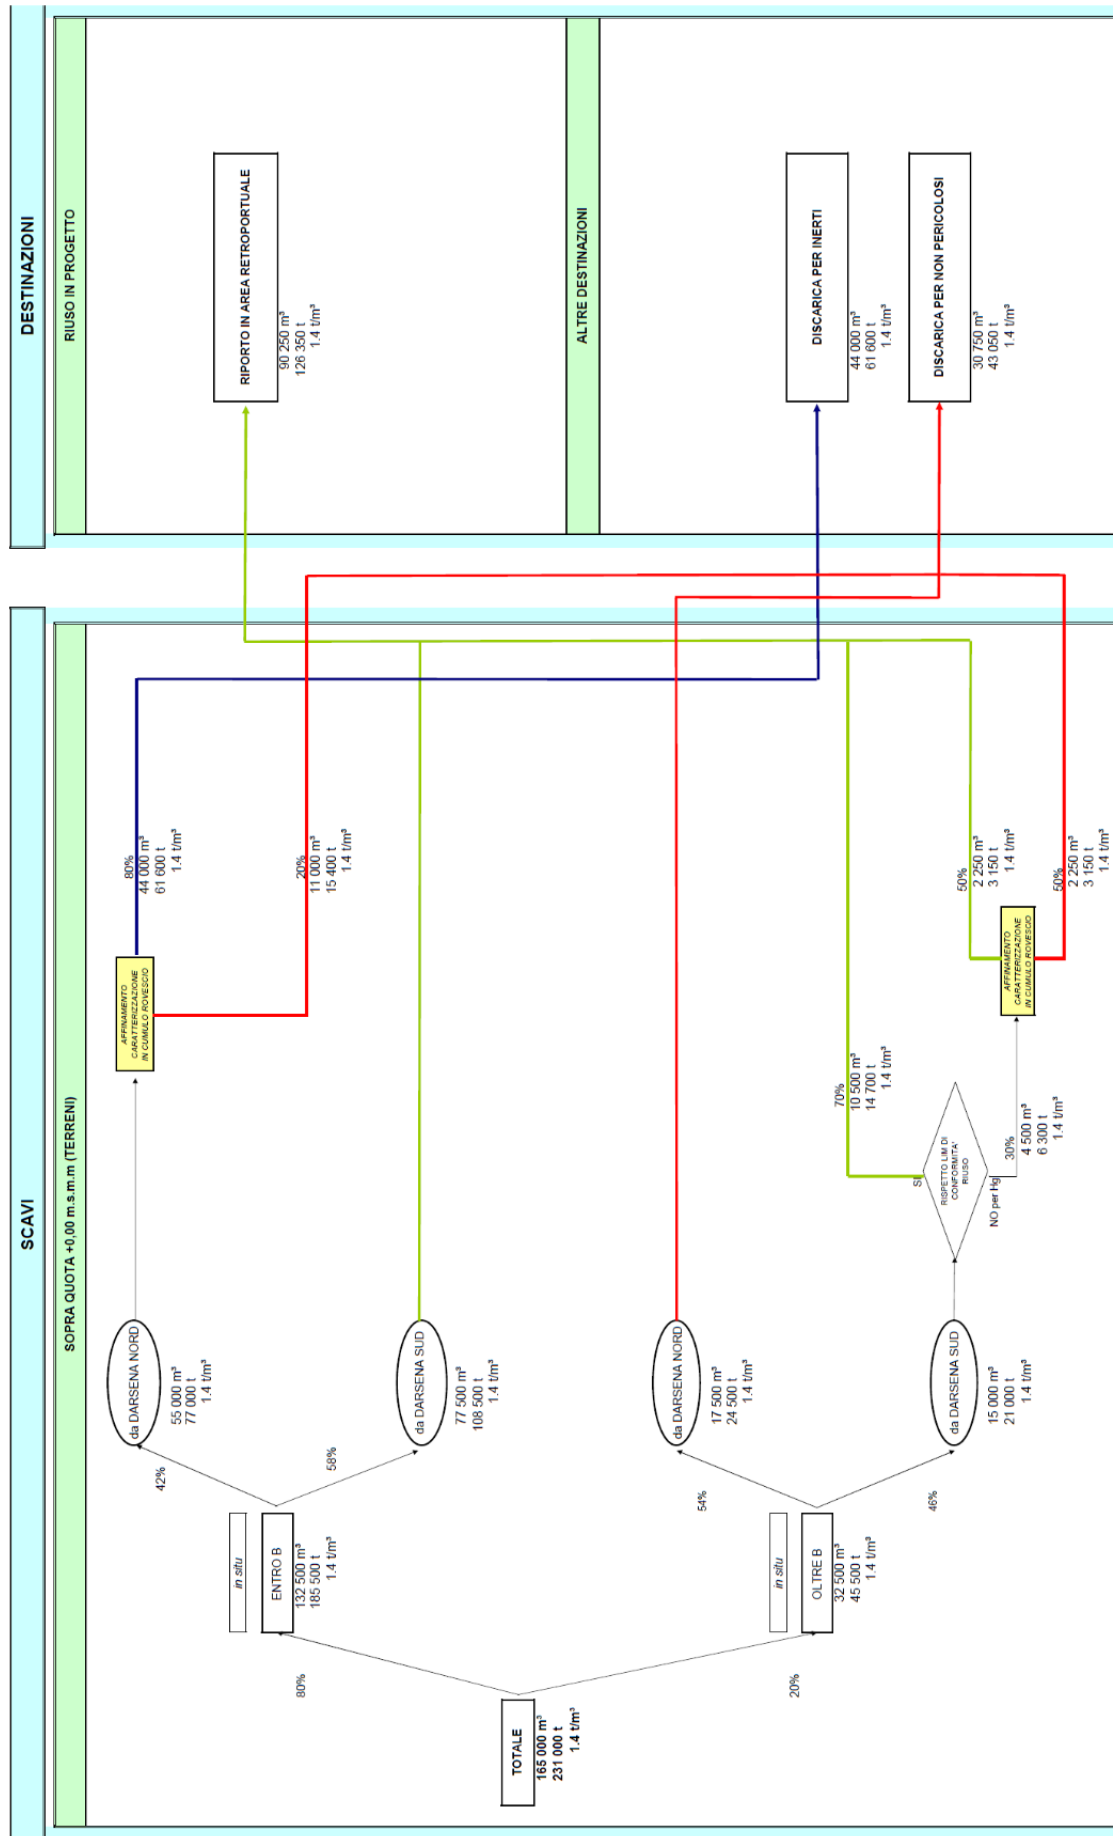 SCAVI
DESTINAZIONI
SOPRA QUOTA +0,00 m.s.m.m (TERRENI)
RIUSO IN PROGETTO
TOTALE
165 000 m³
231 000 t
1.4 t/m³
80%
20%
in situ
ENTRO B
132 500 m³
185 500 t
1.4 t/m³
42%
58%
da DARSENA NORD
55 000 m³
77 000 t
1.4 t/m³
AFFINAMENTO
CARATTERIZZAZIONE
IN CUMULO ROVESCIO
80%
44 000 m³
61 600 t
1.4 t/m³
20%
11 000 m³
15 400 t
1.4 t/m³
da DARSENA SUD
77 500 m³
108 500 t
1.4 t/m³
RIPORTO IN AREA RETROPORTUALE
90 250 m³
126 350 t
1.4 t/m³
ALTRE DESTINAZIONI
in situ
OLTRE B
32 500 m³
45 500 t
1.4 t/m³
54%
46%
da DARSENA NORD
17 500 m³
24 500 t
1.4 t/m³
da DARSENA SUD
15 000 m³
21 000 t
1.4 t/m³
RISPETTO LIM DI
CONFORMITA'
RIUSO
SI
70%
10 500 m³
14 700 t
1.4 t/m³
NO per Hg
30%
4 500 m³
6 300 t
1.4 t/m³
AFFINAMENTO
CARATTERIZZAZIONE
IN CUMULO ROVESCIO
50%
2 250 m³
3 150 t
1.4 t/m³
50%
2 250 m³
3 150 t
1.4 t/m³
DISCARICA PER INERTI
44 000 m³
61 600 t
1.4 t/m³
DISCARICA PER NON PERICOLOSI
30 750 m³
43 050 t
1.4 t/m³